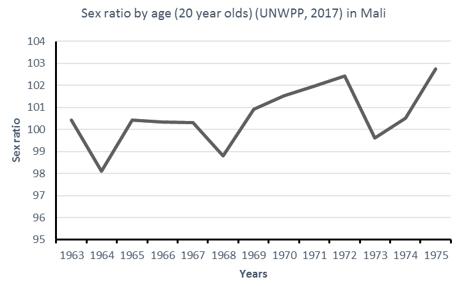 Sex ratio by age (20 year olds) (UNWPP, 2017) in Mali
104
103
102
101
100
99
98
97
96
95
Sex ratio
1963 1964 1965 1966 1967 1968 1969 1970 1971 1972 1973 1974 1975
Years